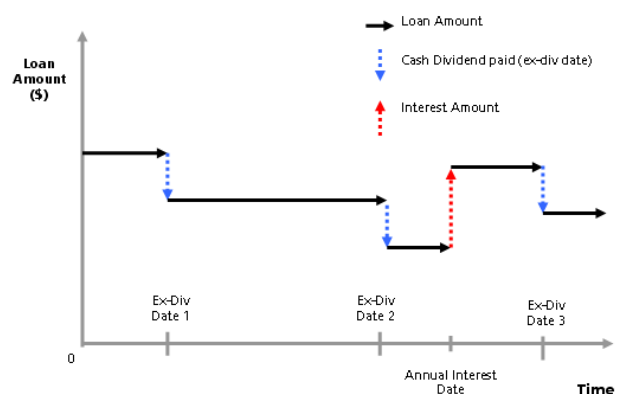 Loan Amount
Cash Dividend paid (ex-div date)
Interest Amount
Loan
Amount
($)
Ex-Div
Date 1
Ex-Div
Date 2
Ex-Div
Date 3
0
Annual Interest
Date
Time